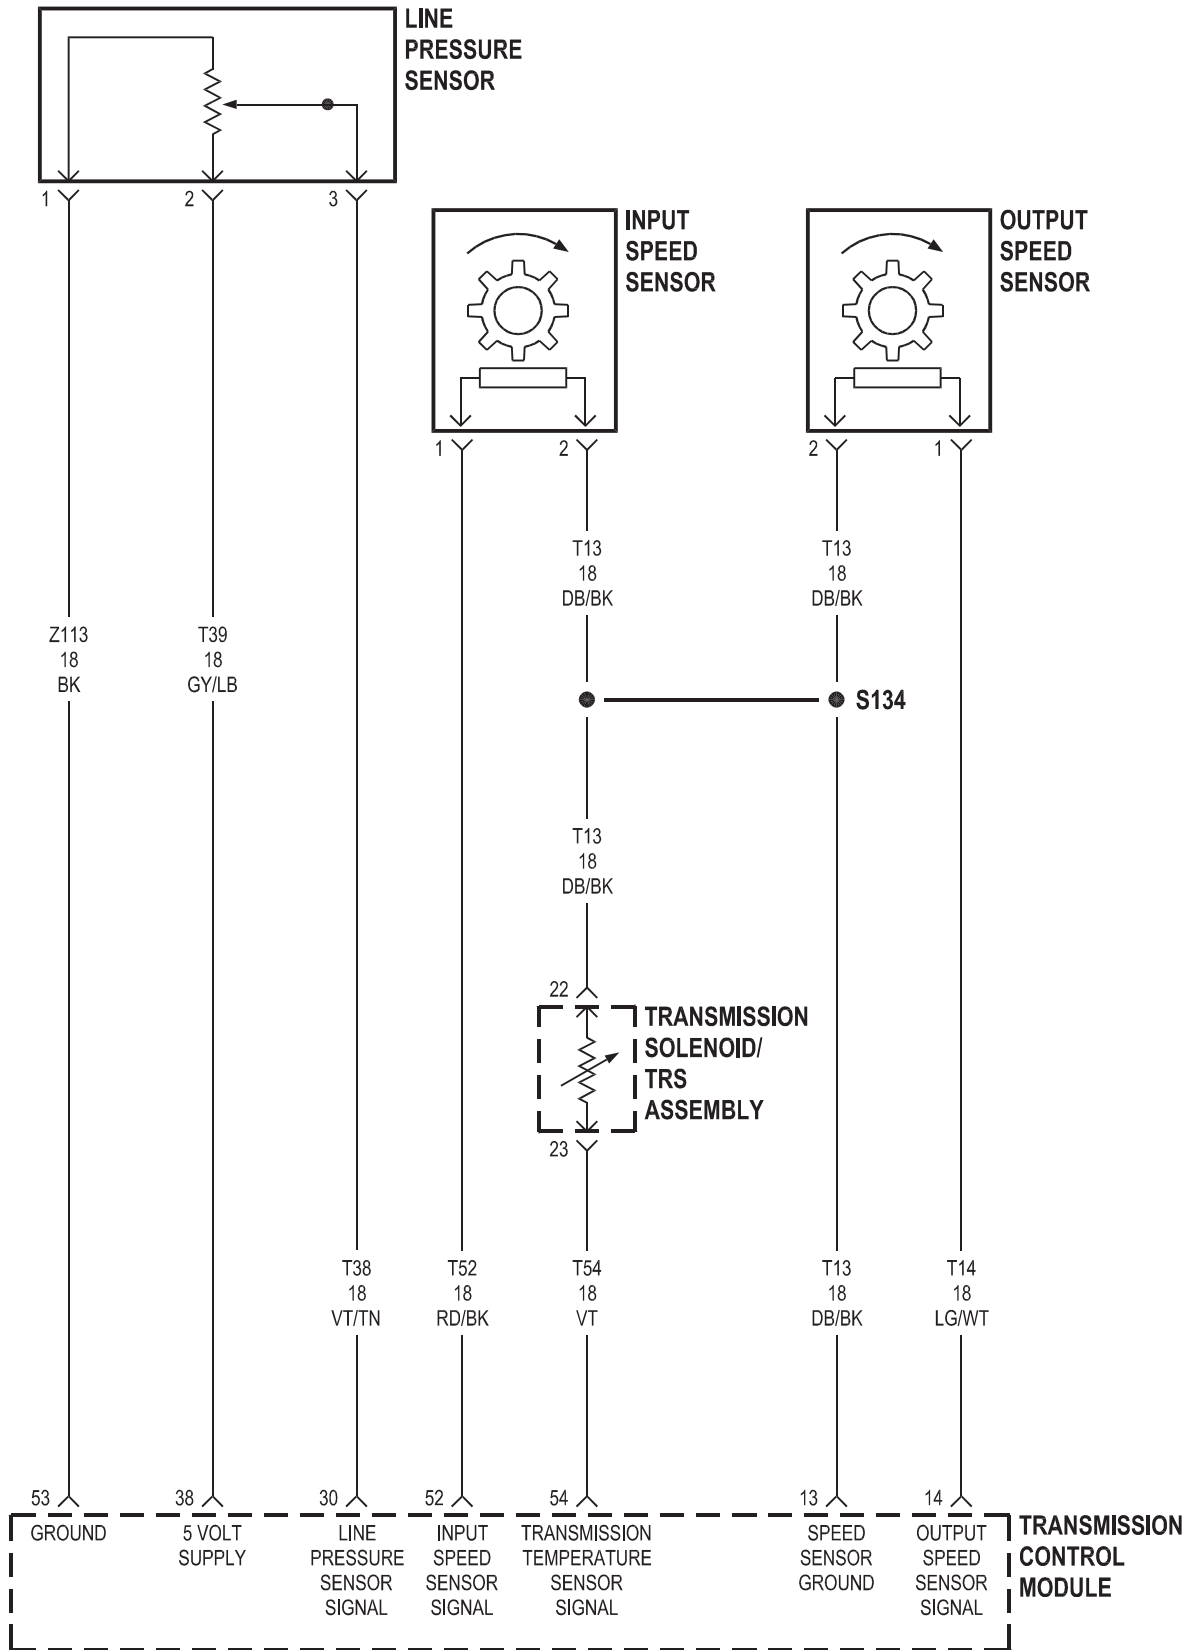 LINE
PRESSURE
SENSOR
1
2
3
INPUT
SPEED
SENSOR
OUTPUT
SPEED
SENSOR
1
2
2
1
T13
18
DB/BK
T13
18
DB/BK
Z113
18
BK
T39
18
GY/LB
S134
T13
18
DB/BK
22
TRANSMISSION
SOLENOID/
TRS
ASSEMBLY
23
T38
18
VT/TN
T52
18
RD/BK
T54
18
VT
T13
18
DB/BK
T14
18
LG/WT
53
38
30
52
54
13
14
GROUND
5 VOLT
SUPPLY
LINE
PRESSURE
SENSOR
SIGNAL
INPUT
SPEED
SENSOR
SIGNAL
TRANSMISSION
TEMPERATURE
SENSOR
SIGNAL
SPEED
SENSOR
GROUND
OUTPUT
SPEED
SENSOR
SIGNAL
TRANSMISSION
CONTROL
MODULE